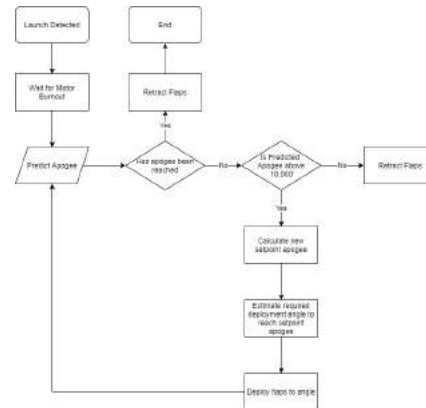 Launch Detected
End
Wait for Motor
Burnout
Retract Flaps
Yes
Predict Apogee
Has apogee been
reached
No
Is Predicted
Apogee above
10,000'
No
Retract Flaps
Yes
Calculate new
setpoint apogee
Estimate required
deployment angle to
reach setpoint
apogee
Deploy flaps to angle